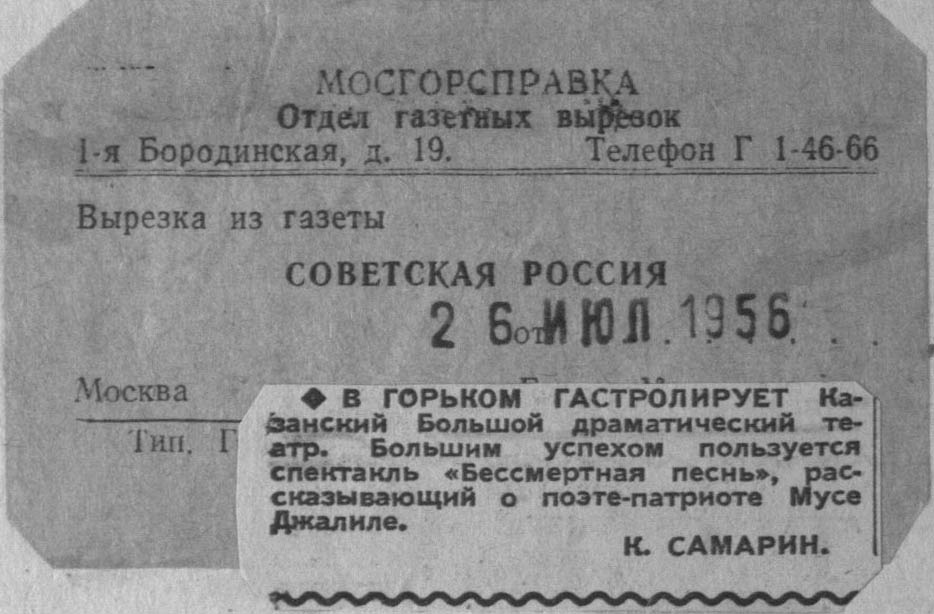 МОСГОРСПРАВКА
Отдел газетных вырезок
1-я Бородинская, д. 19. Телефон Г 1-46-66
Вырезка из газеты
СОВЕТСКАЯ РОССИЯ
2 6 от ИЮЛ. 1956 . . .
Москва
Тип. Г
◆ В ГОРЬКОМ ГАСТРОЛИРУЕТ Ка-
занский Большой драматический те-
атр. Большим успехом пользуется
спектакль «Бессмертная песнь», рас-
сказывающий о поэте-патриоте Мусе
Джалиле.
К. САМАРИН.